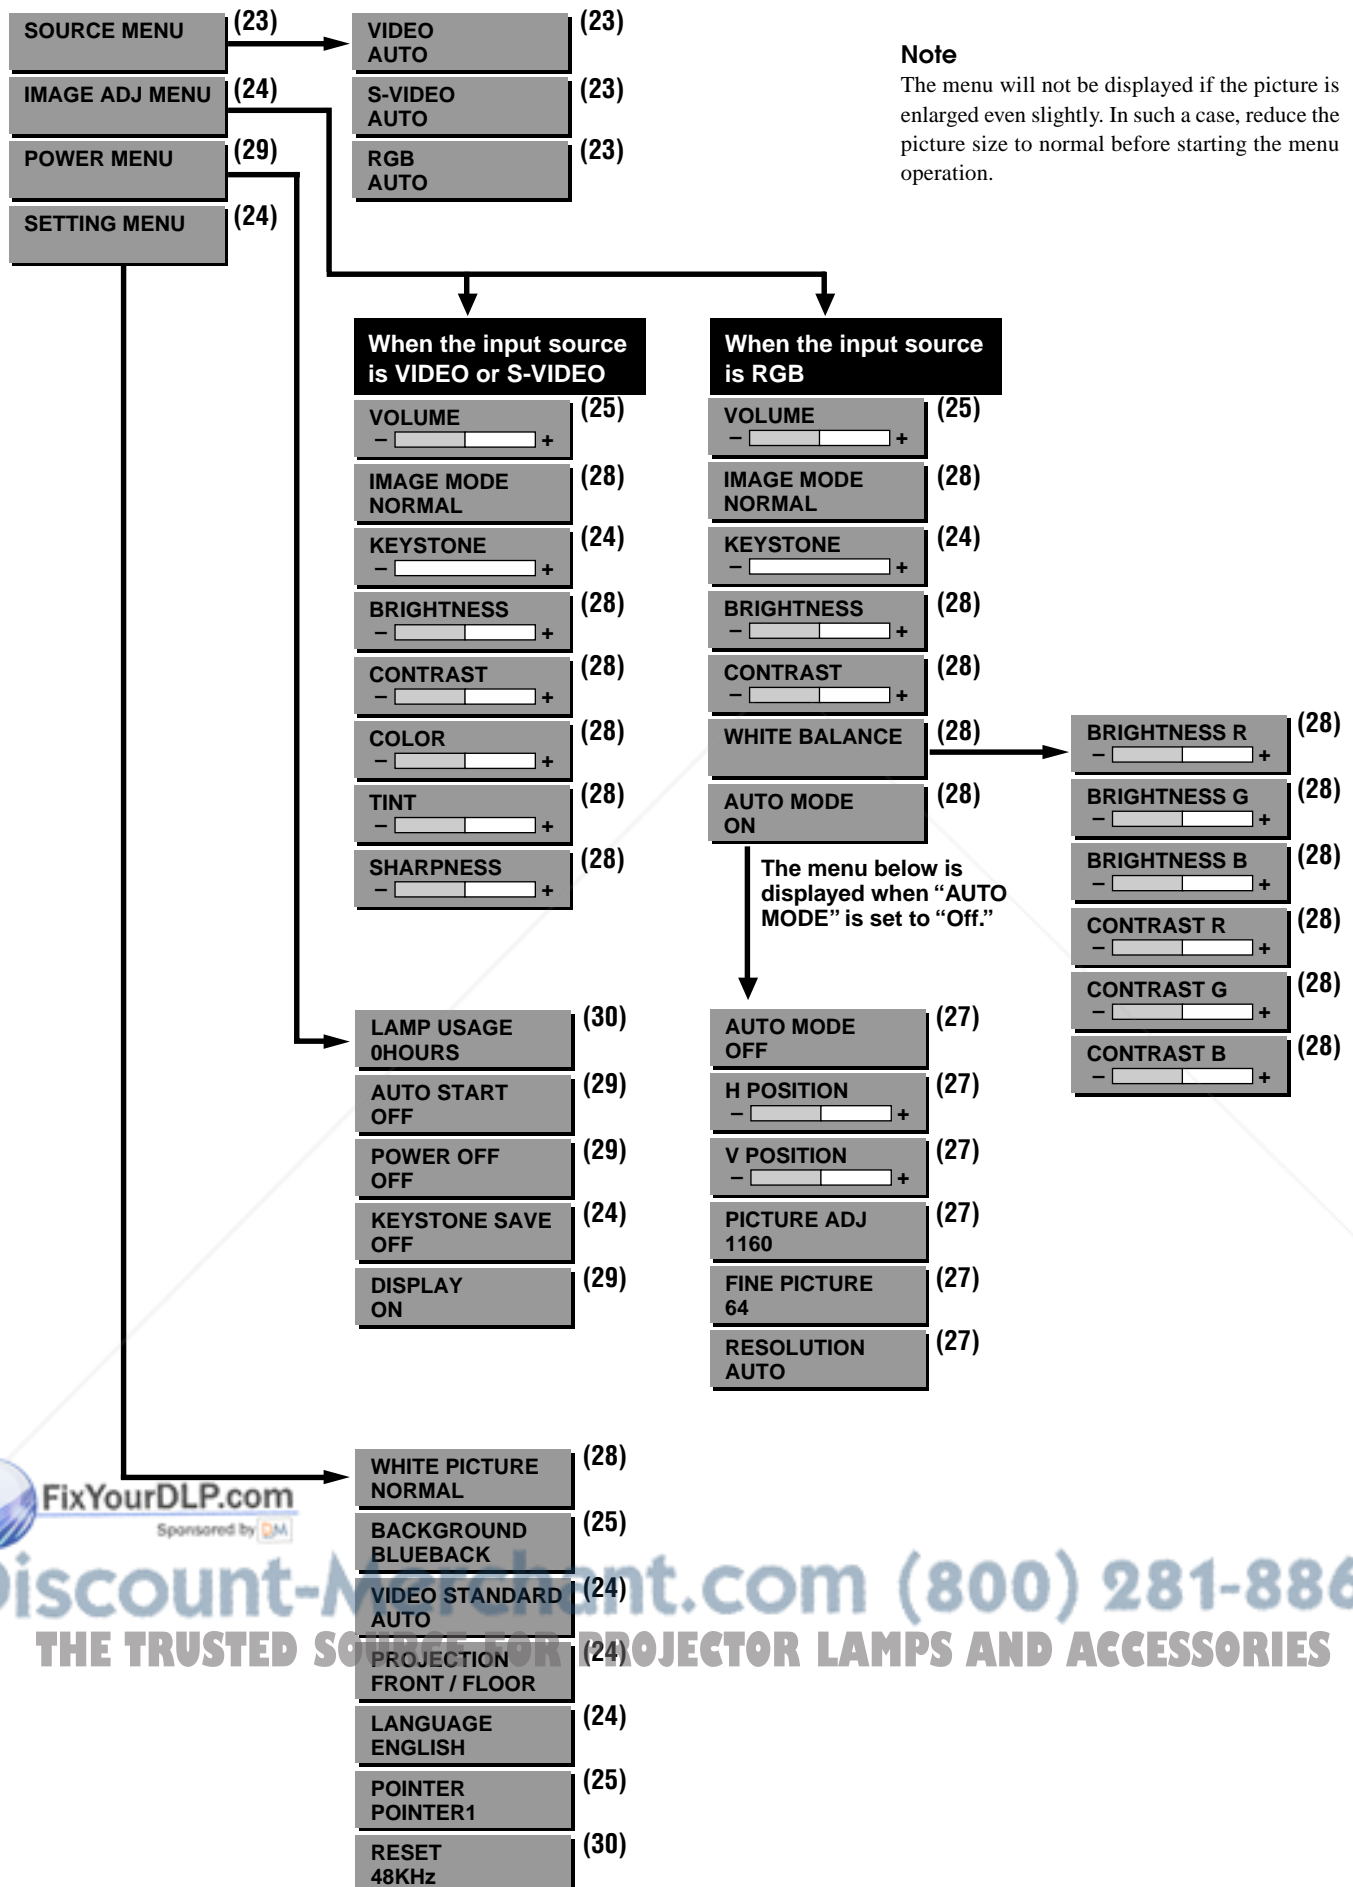 SOURCE MENU
(23)
IMAGE ADJ MENU
(24)
POWER MENU
(29)
SETTING MENU
(24)
VIDEO
AUTO
(23)
S-VIDEO
AUTO
(23)
RGB
AUTO
(23)
Note
The menu will not be displayed if the picture is
enlarged even slightly. In such a case, reduce the
picture size to normal before starting the menu
operation.
When the input source
is VIDEO or S-VIDEO
VOLUME
– +
(25)
IMAGE MODE
NORMAL
(28)
KEYSTONE
– +
(24)
BRIGHTNESS
– +
(28)
CONTRAST
– +
(28)
COLOR
– +
(28)
TINT
– +
(28)
SHARPNESS
– +
(28)
When the input source
is RGB
VOLUME
– +
(25)
IMAGE MODE
NORMAL
(28)
KEYSTONE
– +
(24)
BRIGHTNESS
– +
(28)
CONTRAST
– +
(28)
WHITE BALANCE
(28)
AUTO MODE
ON
(28)
The menu below is
displayed when “AUTO
MODE” is set to “Off.”
BRIGHTNESS R
– +
(28)
BRIGHTNESS G
– +
(28)
BRIGHTNESS B
– +
(28)
CONTRAST R
– +
(28)
CONTRAST G
– +
(28)
CONTRAST B
– +
(28)
LAMP USAGE
0HOURS
(30)
AUTO START
OFF
(29)
POWER OFF
OFF
(29)
KEYSTONE SAVE
OFF
(24)
DISPLAY
ON
(29)
AUTO MODE
OFF
(27)
H POSITION
– +
(27)
V POSITION
– +
(27)
PICTURE ADJ
1160
(27)
FINE PICTURE
64
(27)
RESOLUTION
AUTO
(27)
WHITE PICTURE
NORMAL
(28)
BACKGROUND
BLUEBACK
(25)
VIDEO STANDARD
AUTO
(24)
PROJECTION
FRONT / FLOOR
(24)
LANGUAGE
ENGLISH
(24)
POINTER
POINTER1
(25)
RESET
48KHz
(30)
FixYourDLP.com
Sponsored by DM
Discount-Merchant.com (800) 281-886
THE TRUSTED SOURCE FOR PROJECTOR LAMPS AND ACCESSORIES